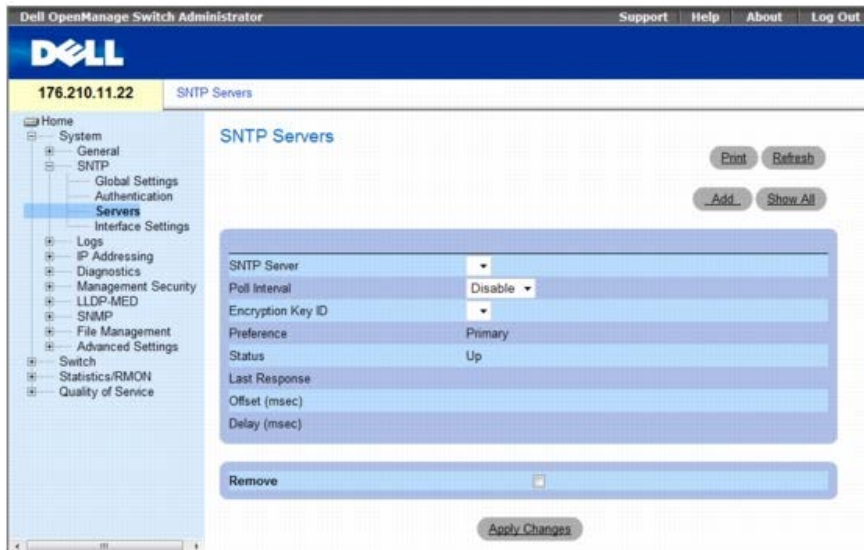 Dell OpenManage Switch Administrator
Support Help About Log Out
DELL
176.210.11.22
SNTP Servers
Home
System
General
SNTP
Global Settings
Authentication
Servers
Interface Settings
Logs
IP Addressing
Diagnostics
Management Security
LLDP-MED
SNMP
File Management
Advanced Settings
Switch
Statistics/RMON
Quality of Service
SNTP Servers
Print Refresh
Add Show All
SNTP Server
Poll Interval Disable
Encryption Key ID
Preference Primary
Status Up
Last Response
Offset (msec)
Delay (msec)
Remove
Apply Changes